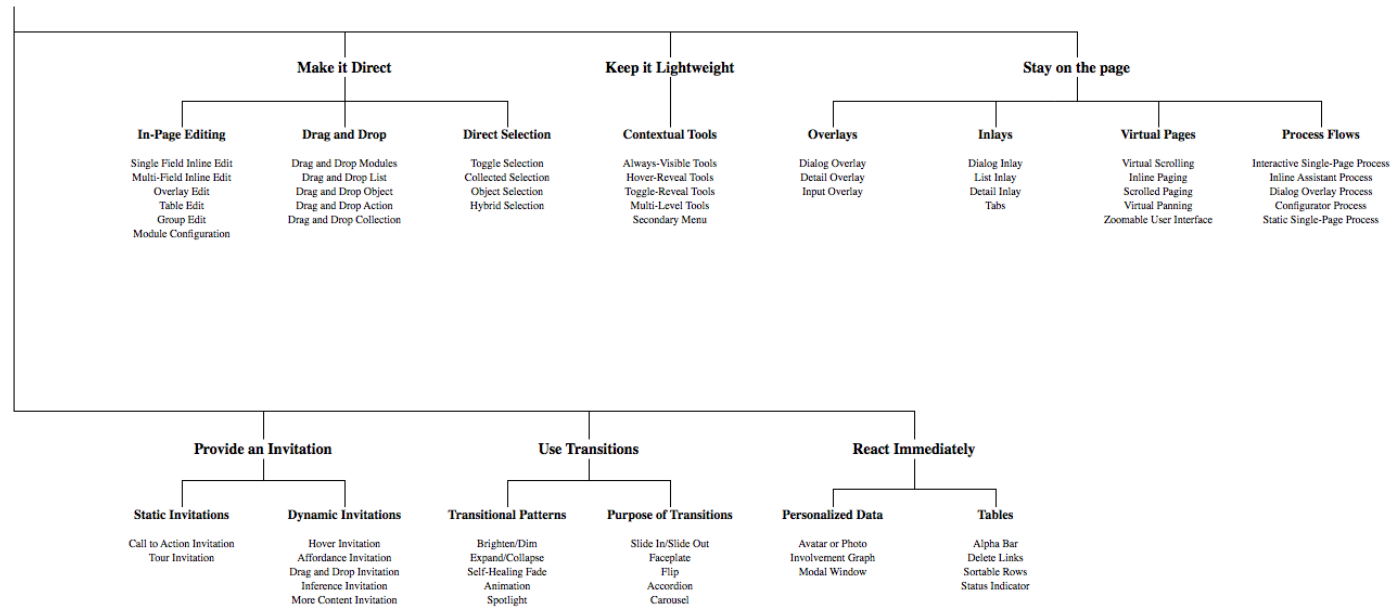 Make it Direct
Keep it Lightweight
Stay on the page
In-Page Editing
Single Field Inline Edit
Multi-Field Inline Edit
Overlay Edit
Table Edit
Group Edit
Module Configuration
Drag and Drop
Drag and Drop Modules
Drag and Drop List
Drag and Drop Object
Drag and Drop Action
Drag and Drop Collection
Direct Selection
Toggle Selection
Collected Selection
Object Selection
Hybrid Selection
Contextual Tools
Always-Visible Tools
Hover-Reveal Tools
Toggle-Reveal Tools
Multi-Level Tools
Secondary Menu
Overlays
Dialog Overlay
Detail Overlay
Input Overlay
Inlays
Dialog Inlay
List Inlay
Detail Inlay
Tabs
Virtual Pages
Virtual Scrolling
Inline Paging
Scrolled Paging
Virtual Panning
Zoomable User Interface
Process Flows
Interactive Single-Page Process
Inline Assistant Process
Dialog Overlay Process
Configurator Process
Static Single-Page Process
Provide an Invitation
Use Transitions
React Immediately
Static Invitations
Call to Action Invitation
Tour Invitation
Dynamic Invitations
Hover Invitation
Affordance Invitation
Drag and Drop Invitation
Inference Invitation
More Content Invitation
Transitional Patterns
Brighten/Dim
Expand/Collapse
Self-Healing Fade
Animation
Spotlight
Purpose of Transitions
Slide In/Slide Out
Faceplate
Flip
Accordion
Carousel
Personalized Data
Avatar or Photo
Involvement Graph
Modal Window
Tables
Alpha Bar
Delete Links
Sortable Rows
Status Indicator